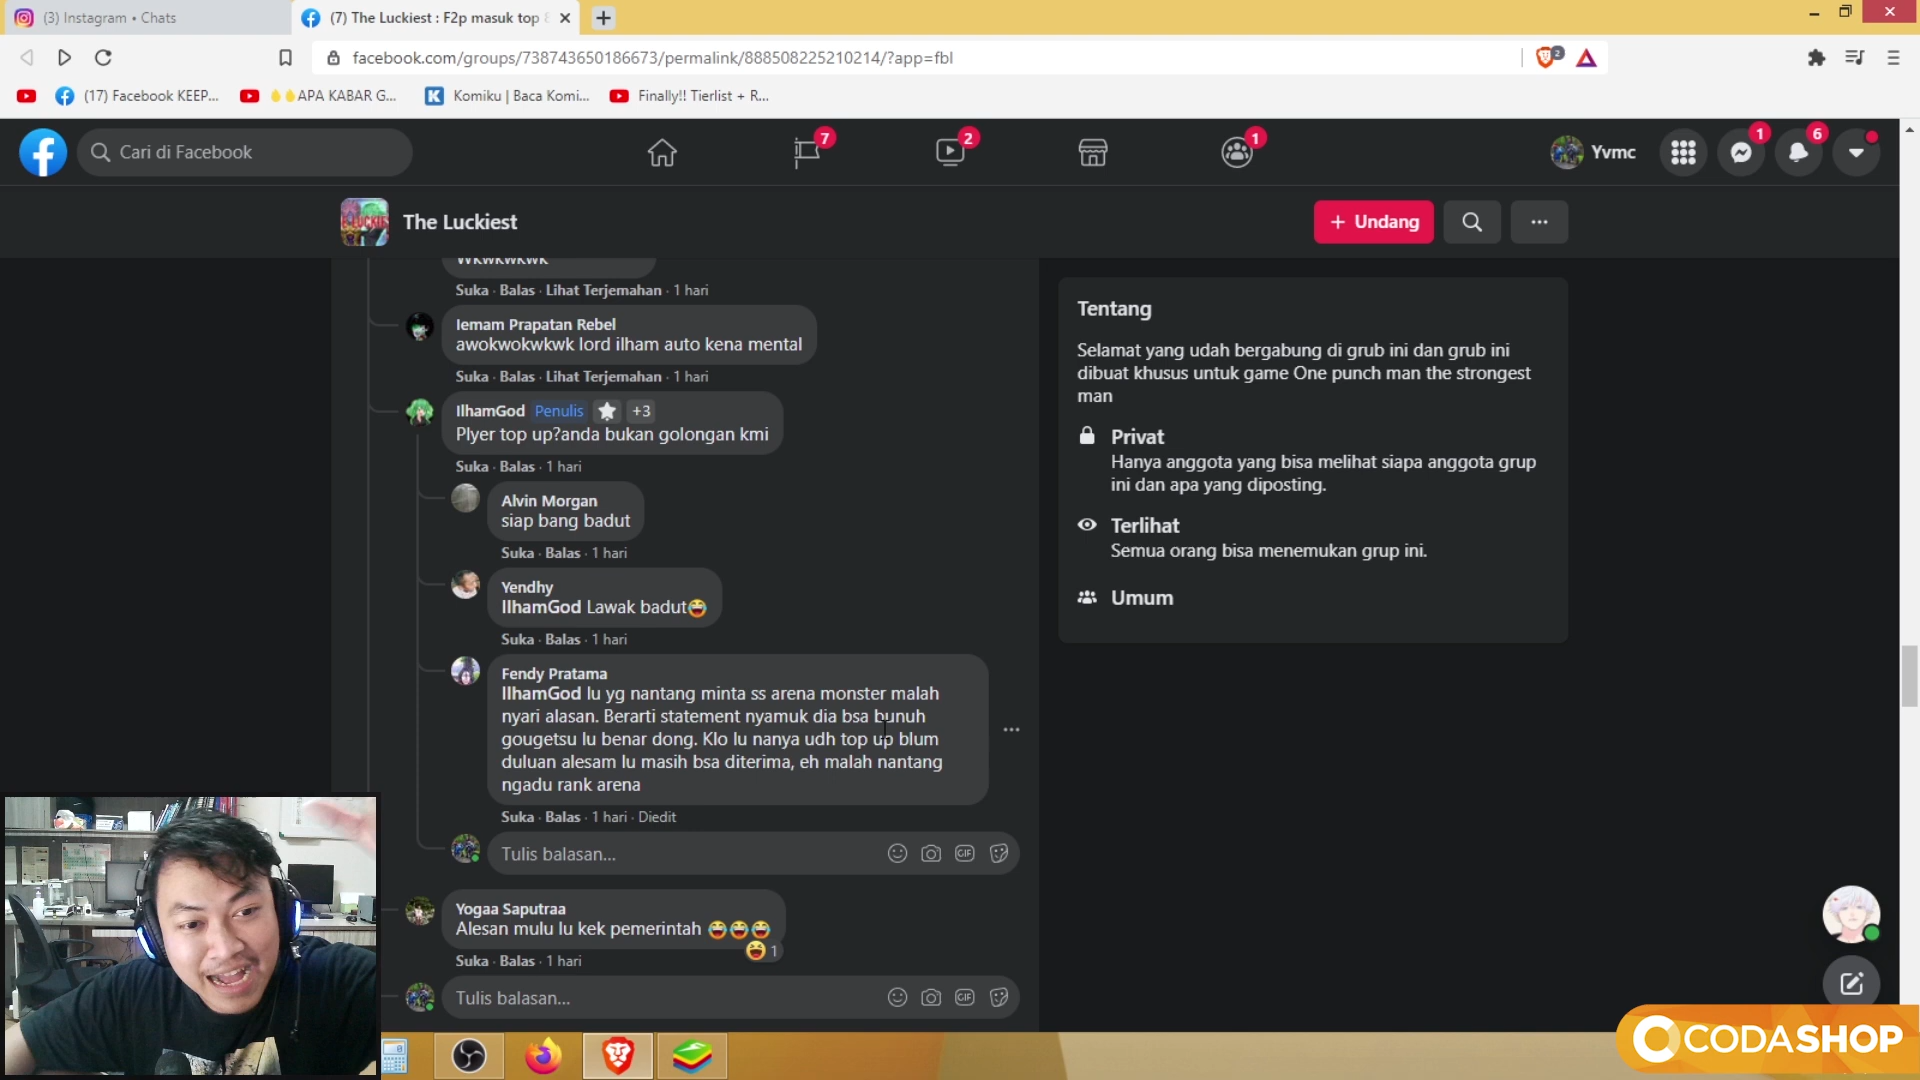 (3) Instagram • Chats
(7) The Luckiest : F2p masuk top 8
facebook.com/groups/738743650186673/permalink/888508225210214/?app=fbl
2
(17) Facebook KEEP...
APA KABAR G...
Komiku | Baca Komi...
Finally!! Tierlist + R...
Cari di Facebook
7
2
1
Yvmc
1
6
The Luckiest
+ Undang
wkwkwkwk
Suka · Balas · Lihat Terjemahan · 1 hari
Iemam Prapatan Rebel
awokwokwkwk lord ilham auto kena mental
Suka · Balas · Lihat Terjemahan · 1 hari
IlhamGod Penulis +3
Plyer top up?anda bukan golongan kmi
Suka · Balas · 1 hari
Alvin Morgan
siap bang badut
Suka · Balas · 1 hari
Yendhy
IlhamGod Lawak badut😂
Suka · Balas · 1 hari
Fendy Pratama
IlhamGod lu yg nantang minta ss arena monster malah
nyari alasan. Berarti statement nyamuk dia bsa bunuh
gougetsu lu benar dong. Klo lu nanya udh top up blum
duluan alesam lu masih bsa diterima, eh malah nantang
ngadu rank arena
Suka · Balas · 1 hari · Diedit
Tulis balasan...
GIF
Yogaa Saputraa
Alesan mulu lu kek pemerintah 😂😂😂
1
Suka · Balas · 1 hari
Tulis balasan...
GIF
Tentang
Selamat yang udah bergabung di grub ini dan grub ini
dibuat khusus untuk game One punch man the strongest
man
Privat
Hanya anggota yang bisa melihat siapa anggota grup
ini dan apa yang diposting.
Terlihat
Semua orang bisa menemukan grup ini.
Umum
CODASHOP